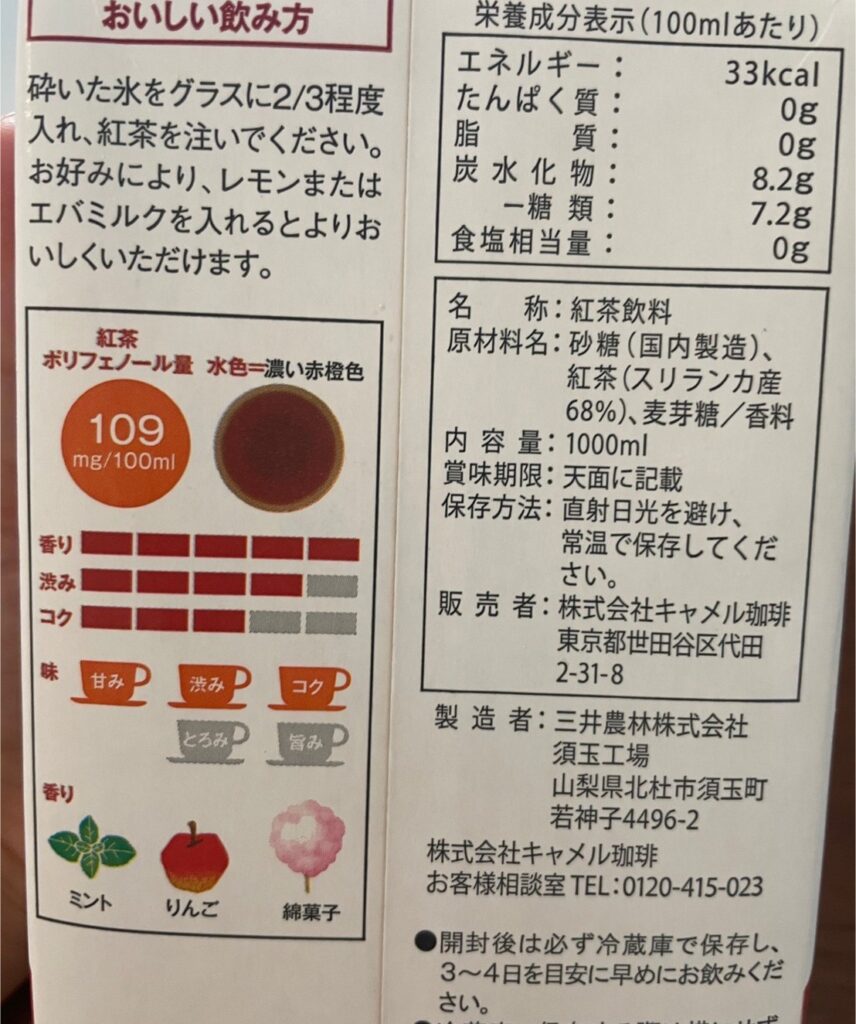 おいしい飲み方
砕いた氷をグラスに2/3程度
入れ、紅茶を注いでください。
お好みにより、レモンまたは
エバミルクを入れるとよりお
いしくいただけます。
紅茶
ポリフェノール量
水色=濃い赤橙色
109
mg/100ml
香り
渋み
コク
味
甘み
渋み
コク
とろみ
旨み
香り
ミント
りんご
綿菓子
栄養成分表示(100mlあたり)
エネルギー: 33kcal
たんぱく質: 0g
脂質: 0g
炭水化物: 8.2g
ー糖類: 7.2g
食塩相当量: 0g
名称:紅茶飲料
原材料名:砂糖(国内製造)、
紅茶(スリランカ産
68%)、麦芽糖/香料
内容量:1000ml
賞味期限:天面に記載
保存方法:直射日光を避け、
常温で保存してくだ
さい。
販売者:株式会社キャメル珈琲
東京都世田谷区代田
2-31-8
製造者:三井農林株式会社
須玉工場
山梨県北杜市須玉町
若神子4496-2
株式会社キャメル珈琲
お客様相談室 TEL:0120-415-023
●開封後は必ず冷蔵庫で保存し、
3〜4日を目安に早めにお飲みくだ
さい。